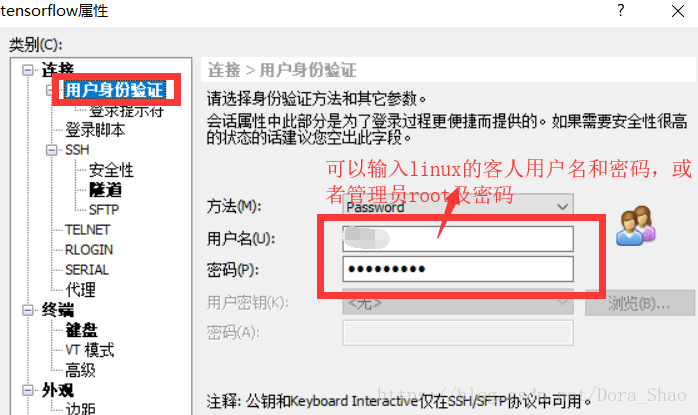 tensorflow属性
?
类别(C):
连接
用户身份验证
登录提示符
登录脚本
SSH
安全性
隧道
SFTP
TELNET
RLOGIN
SERIAL
代理
终端
键盘
VT 模式
高级
外观
边距
连接 > 用户身份验证
请选择身份验证方法和其它参数。
会话属性中此部分是为了登录过程更便捷而提供的。如果需要安全性很高
的状态的话建议您空出此字段。
可以输入linux的客人用户名和密码，或
者管理员root及密码
方法(M):
Password
用户名(U):
密码(P):
●●●●●●●●●
用户密钥(K):
<无>
浏览(B)...
密码(A):
注释: 公钥和Keyboard Interactive仅在SSH/SFTP协议中可用。